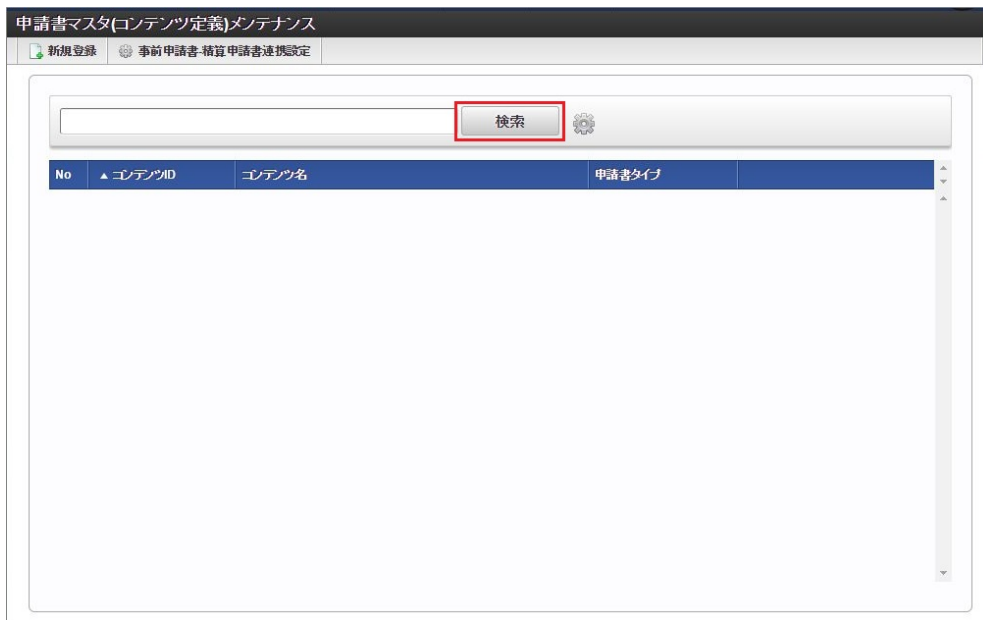 申請書マスタ(コンテンツ定義)メンテナンス
新規登録 事前申請書-精算申請書連携設定
検索
No ▲ コンテンツID コンテンツ名 申請書タイプ